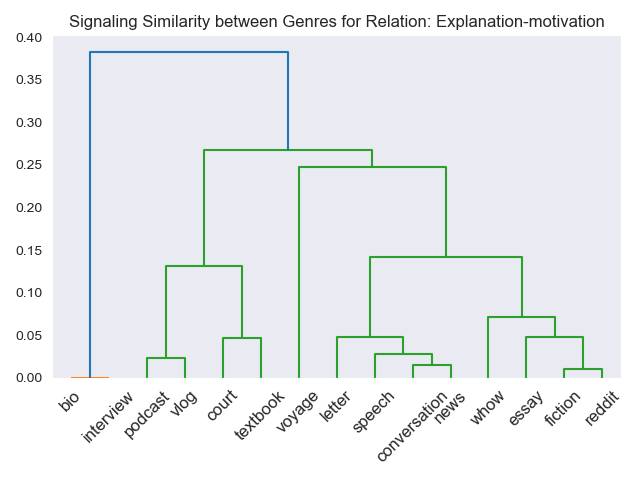 Signaling Similarity between Genres for Relation: Explanation-motivation
0.40
0.35
0.30
0.25
0.20
0.15
0.10
0.05
0.00
bio
interview
podcast
vlog
court
textbook
voyage
letter
speech
conversation
news
whow
essay
fiction
reddit